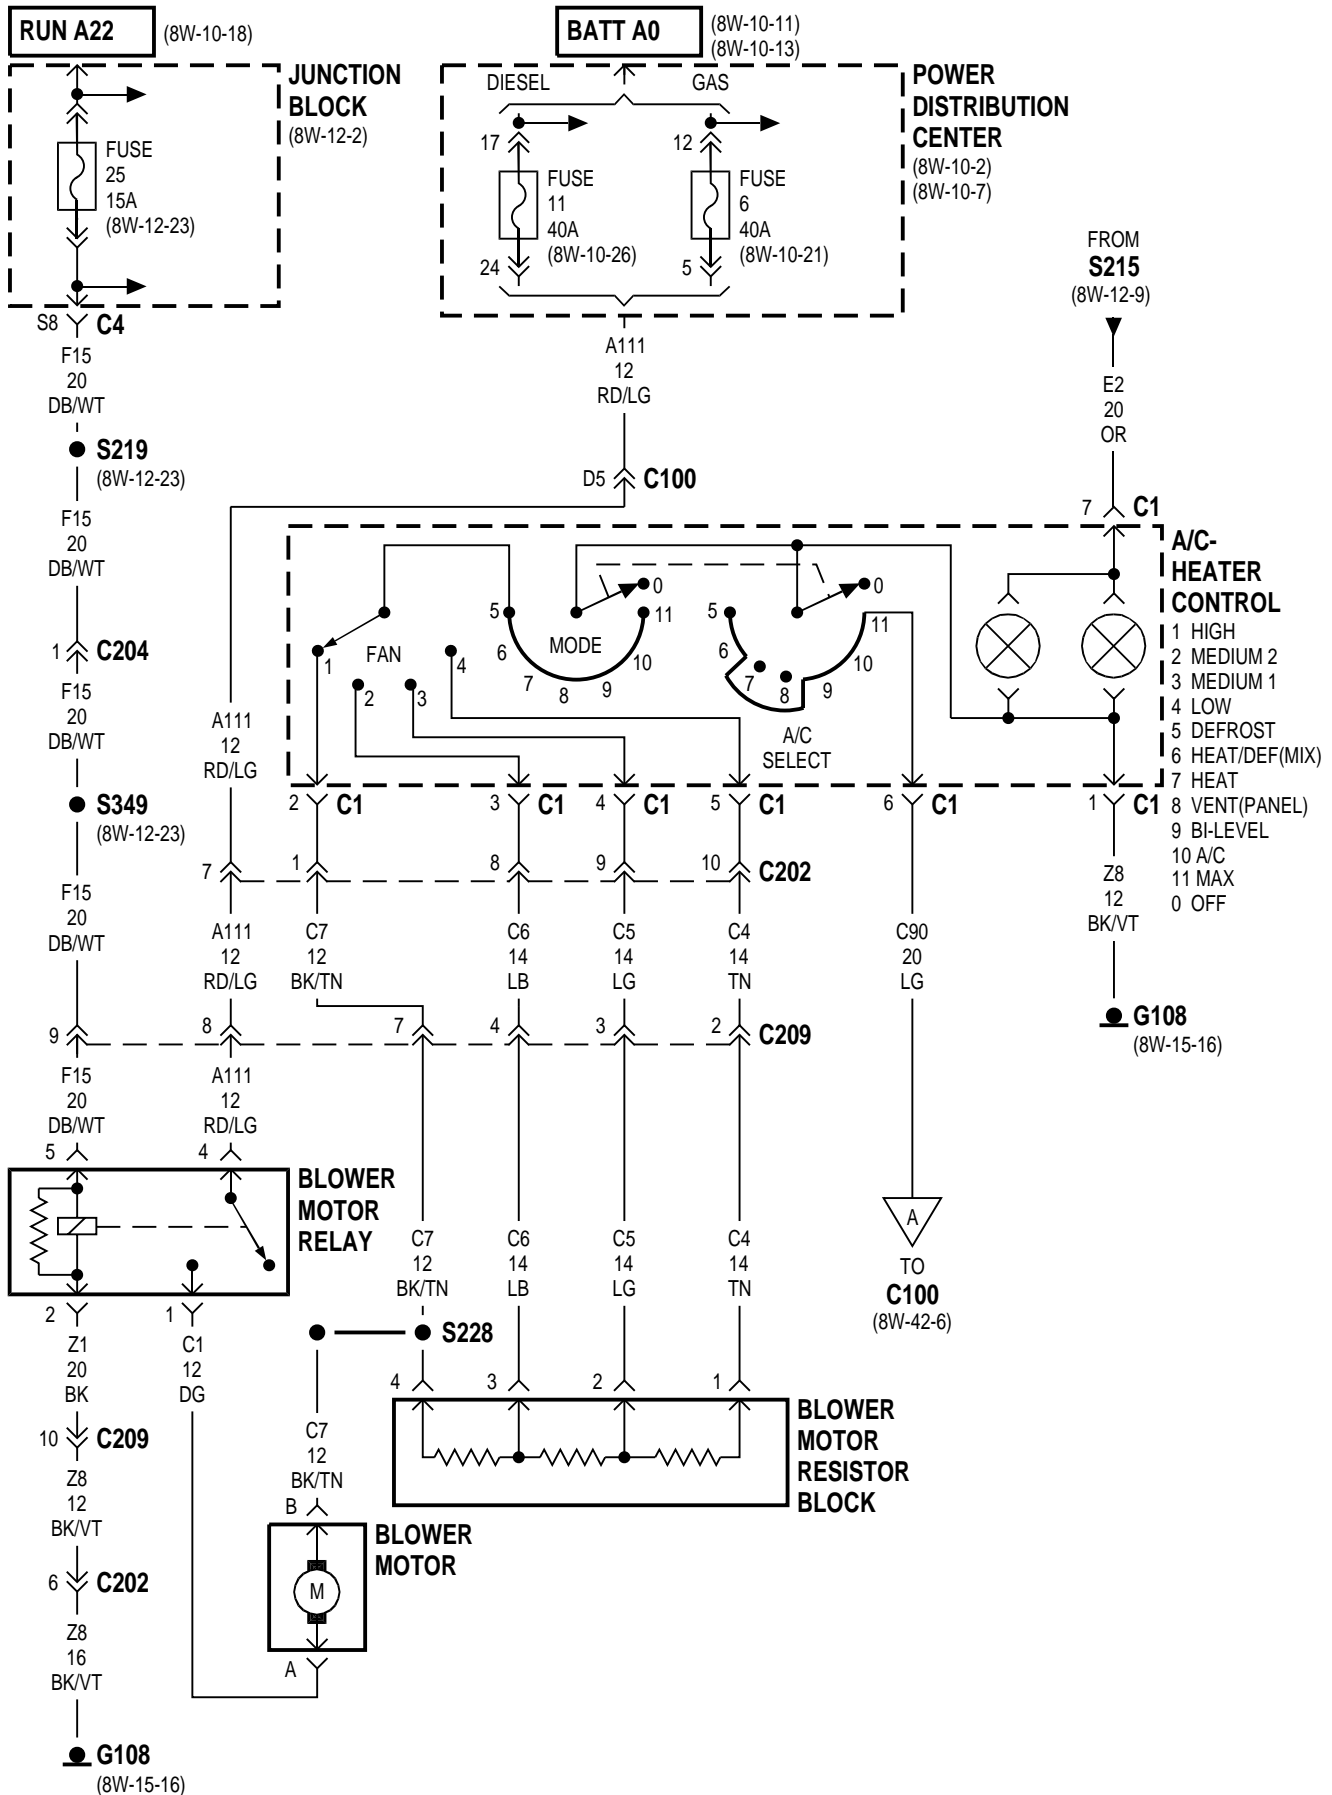 RUN A22
(8W-10-18)
BATT A0
(8W-10-11)
(8W-10-13)
JUNCTION
BLOCK
(8W-12-2)
FUSE
25
15A
(8W-12-23)
DIESEL
GAS
17
FUSE
11
40A
(8W-10-26)
24
12
FUSE
6
40A
(8W-10-21)
5
POWER
DISTRIBUTION
CENTER
(8W-10-2)
(8W-10-7)
FROM
S215
(8W-12-9)
S8
C4
F15
20
DB/WT
S219
(8W-12-23)
F15
20
DB/WT
1
C204
F15
20
DB/WT
S349
(8W-12-23)
F15
20
DB/WT
A111
12
RD/LG
D5
C100
E2
20
OR
7
C1
A/C-
HEATER
CONTROL
1 HIGH
2 MEDIUM 2
3 MEDIUM 1
4 LOW
5 DEFROST
6 HEAT/DEF(MIX)
7 HEAT
8 VENT(PANEL)
9 BI-LEVEL
10 A/C
11 MAX
0 OFF
FAN
1
2
3
4
MODE
5
6
7
8
9
10
11
0
A/C
SELECT
5
6
7
8
9
10
11
0
A111
12
RD/LG
2
C1
3
C1
4
C1
5
C1
6
C1
1
C1
7
1
8
9
10
C202
A111
12
RD/LG
C7
12
BK/TN
C6
14
LB
C5
14
LG
C4
14
TN
C90
20
LG
Z8
12
BK/VT
G108
(8W-15-16)
9
8
7
4
3
2
C209
F15
20
DB/WT
A111
12
RD/LG
5
4
BLOWER
MOTOR
RELAY
2
1
C7
12
BK/TN
C6
14
LB
C5
14
LG
C4
14
TN
A
TO
C100
(8W-42-6)
S228
Z1
20
BK
C1
12
DG
10
C209
Z8
12
BK/VT
6
C202
Z8
16
BK/VT
G108
(8W-15-16)
4
3
2
1
BLOWER
MOTOR
RESISTOR
BLOCK
C7
12
BK/TN
B
BLOWER
MOTOR
M
A